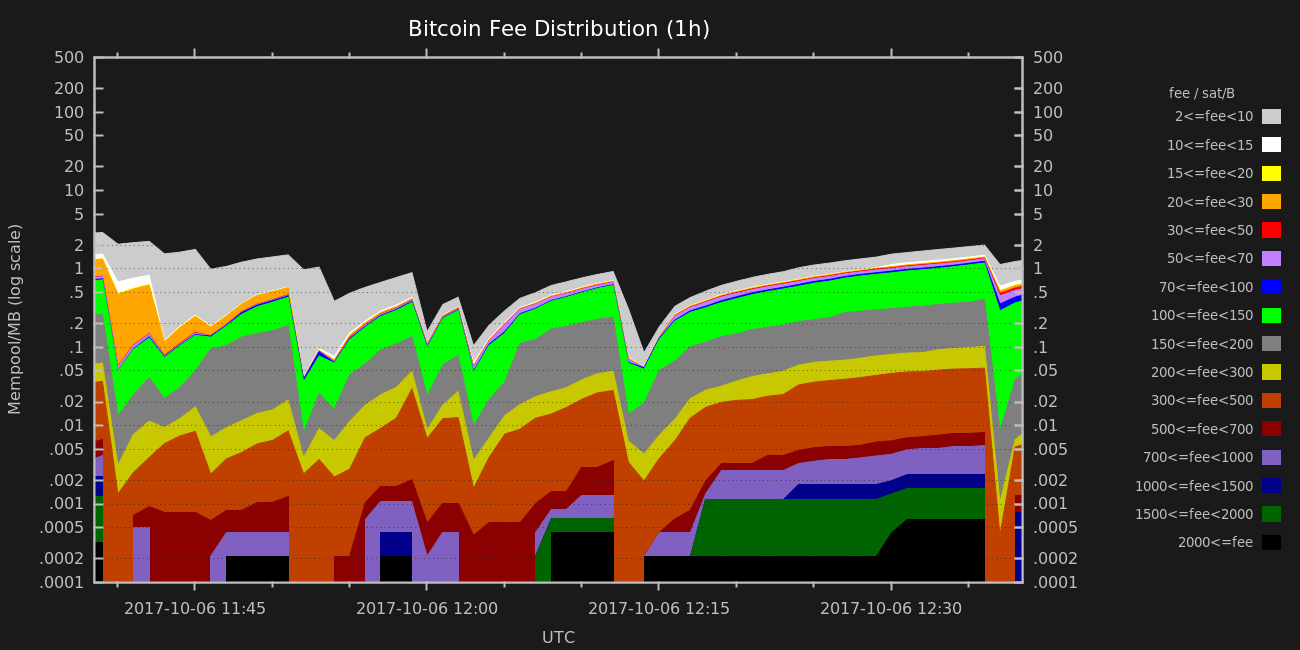 Bitcoin Fee Distribution (1h)
500
200
100
50
20
10
5
2
1
.5
.2
.1
.05
.02
.01
.005
.002
.001
.0005
.0002
.0001
Mempool/MB (log scale)
500
200
100
50
20
10
5
2
1
.5
.2
.1
.05
.02
.01
.005
.002
.001
.0005
.0002
.0001
2017-10-06 11:45
2017-10-06 12:00
2017-10-06 12:15
2017-10-06 12:30
UTC
fee / sat/B
2<=fee<10
10<=fee<15
15<=fee<20
20<=fee<30
30<=fee<50
50<=fee<70
70<=fee<100
100<=fee<150
150<=fee<200
200<=fee<300
300<=fee<500
500<=fee<700
700<=fee<1000
1000<=fee<1500
1500<=fee<2000
2000<=fee